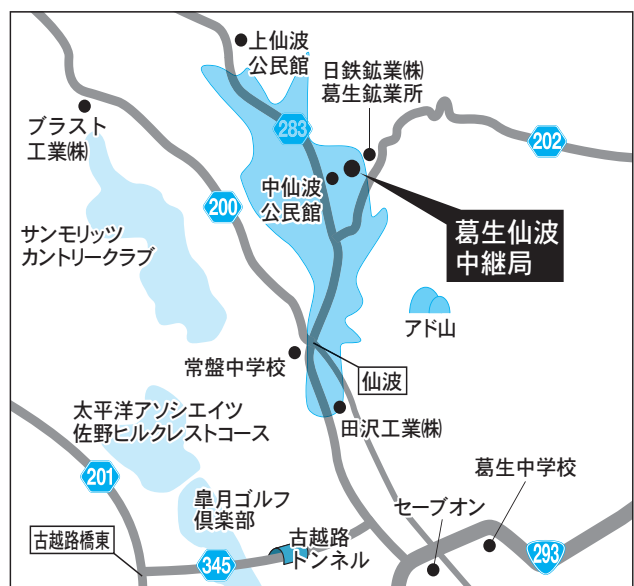 上仙波
公民館
日鉄鉱業㈱
葛生鉱業所
ブラスト
工業㈱
283
202
中仙波
公民館
200
葛生仙波
中継局
サンモリッツ
カントリークラブ
アド山
常盤中学校
仙波
太平洋アソシエイツ
佐野ヒルクレストコース
田沢工業㈱
201
葛生中学校
皐月ゴルフ
倶楽部
セーブオン
古越路橋東
古越路
トンネル
345
293